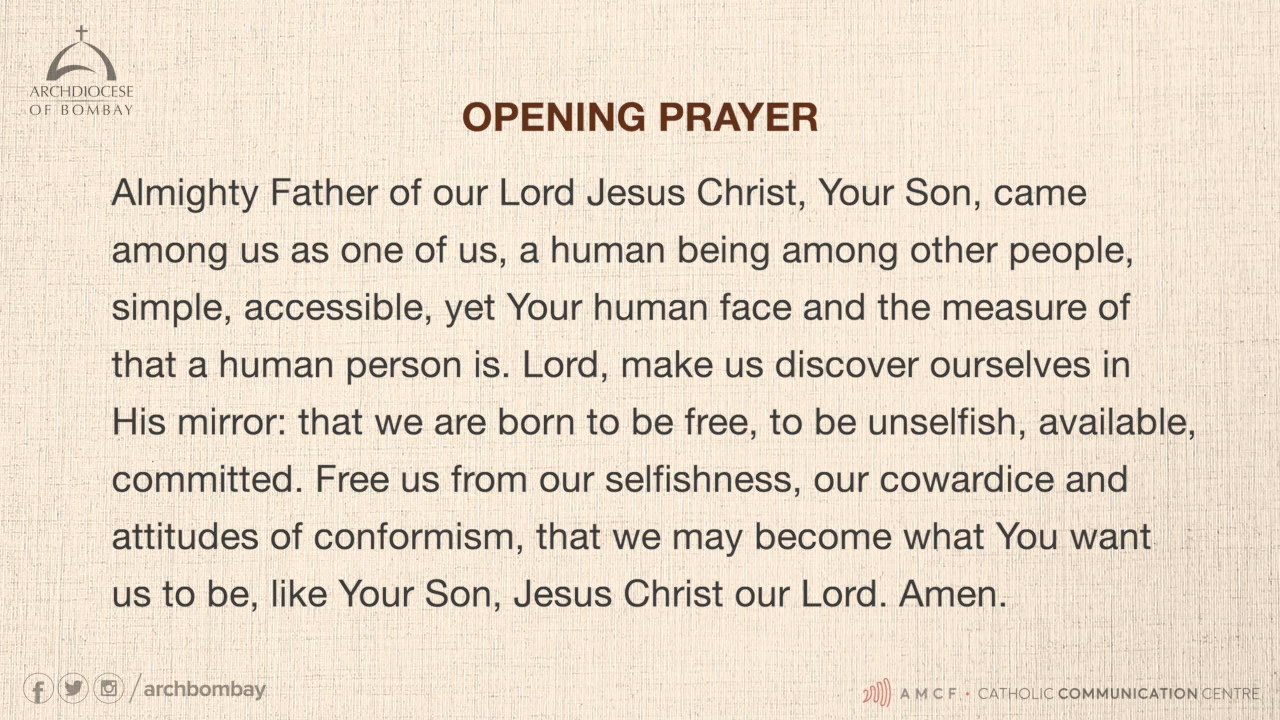 ARCHDIOCESE
OF BOMBAY
OPENING PRAYER
Almighty Father of our Lord Jesus Christ, Your Son, came
among us as one of us, a human being among other people,
simple, accessible, yet Your human face and the measure of
that a human person is. Lord, make us discover ourselves in
His mirror: that we are born to be free, to be unselfish, available,
committed. Free us from our selfishness, our cowardice and
attitudes of conformism, that we may become what You want
us to be, like Your Son, Jesus Christ our Lord. Amen.
/archbombay
AMCF · CATHOLIC COMMUNICATION CENTRE